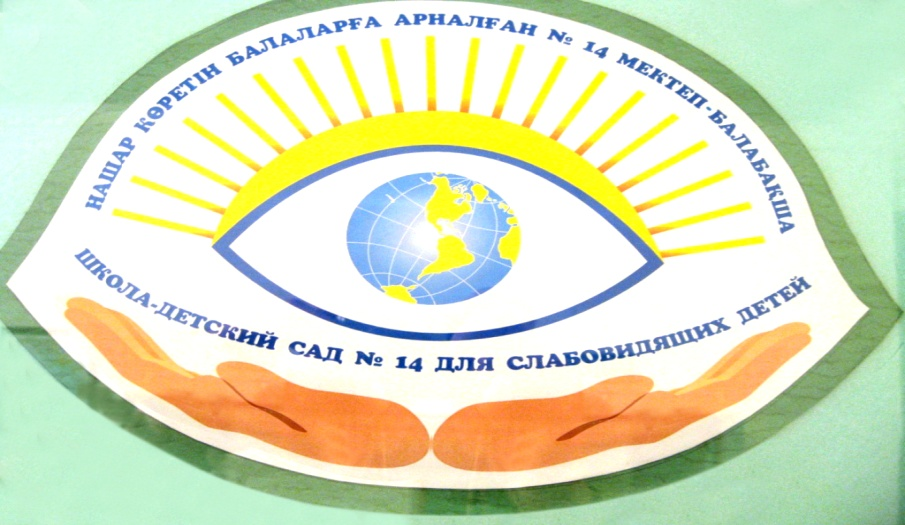 НАШАР КӨРЕТІН БАЛАЛАРҒА АРНАЛҒАН № 14 МЕКТЕП-БАЛАБАҚША
ШКОЛА-ДЕТСКИЙ САД № 14 ДЛЯ СЛАБОВИДЯЩИХ ДЕТЕЙ